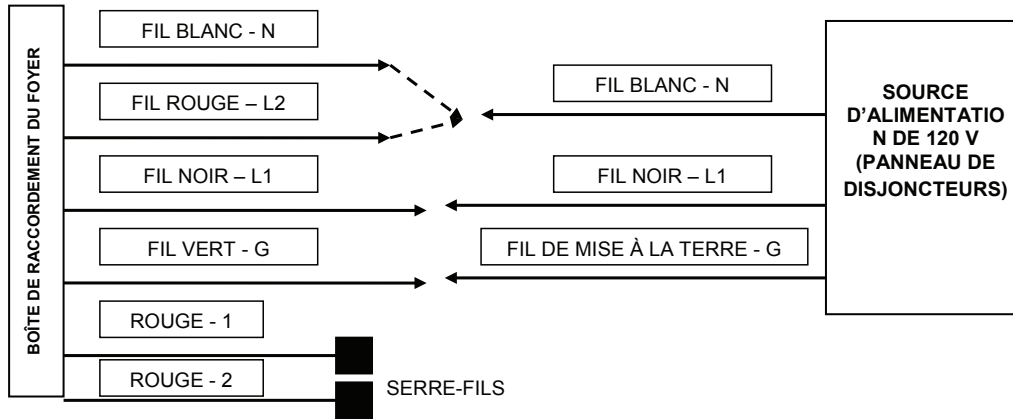 BOÎTE DE RACCORDEMENT DU FOYER
FIL BLANC - N
FIL ROUGE – L2
FIL NOIR – L1
FIL VERT - G
ROUGE - 1
ROUGE - 2
SERRE-FILS
FIL BLANC - N
FIL NOIR – L1
FIL DE MISE À LA TERRE - G
SOURCE
D'ALIMENTATIO
N DE 120 V
(PANNEAU DE
DISJONCTEURS)